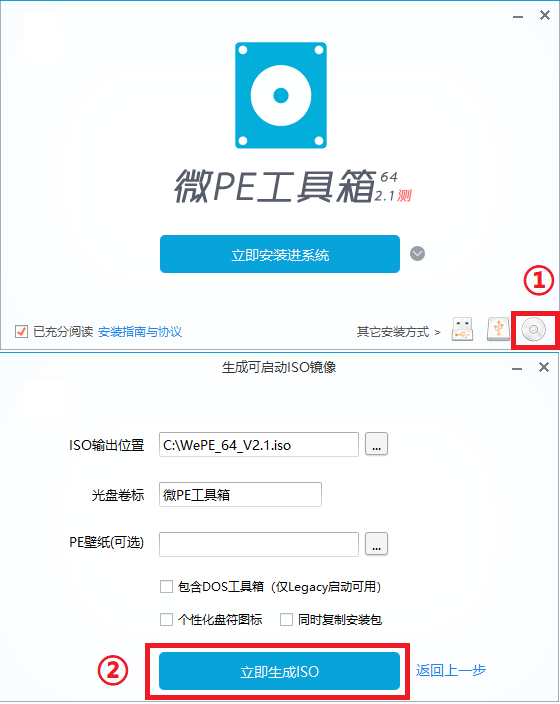 微PE工具箱 64
2.1测
立即安装进系统
①
已充分阅读 安装指南与协议 其它安装方式 >
生成可启动ISO镜像
ISO输出位置 C:\WePE_64_V2.1.iso ...
光盘卷标 微PE工具箱
PE壁纸(可选) ...
包含DOS工具箱（仅Legacy启动可用）
个性化盘符图标 同时复制安装包
② 立即生成ISO 返回上一步